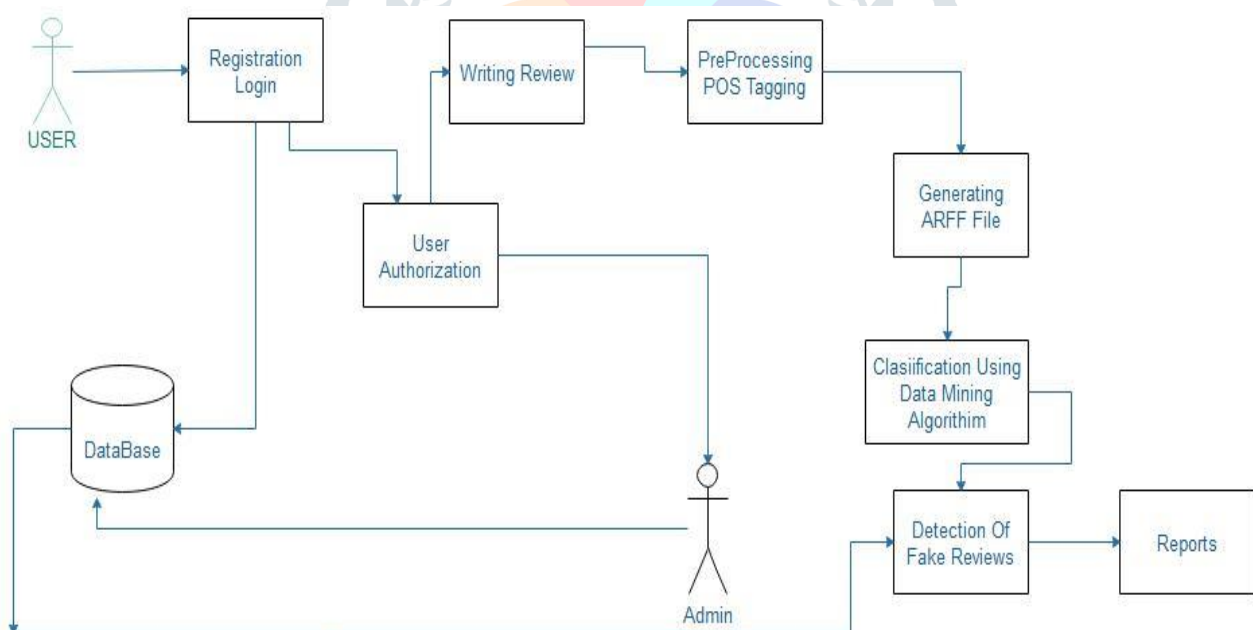 USER
Registration
Login
Writing Review
PreProcessing
POS Tagging
Generating
ARFF File
User
Authorization
Clasiification Using
Data Mining
Algorithim
DataBase
Detection Of
Fake Reviews
Reports
Admin